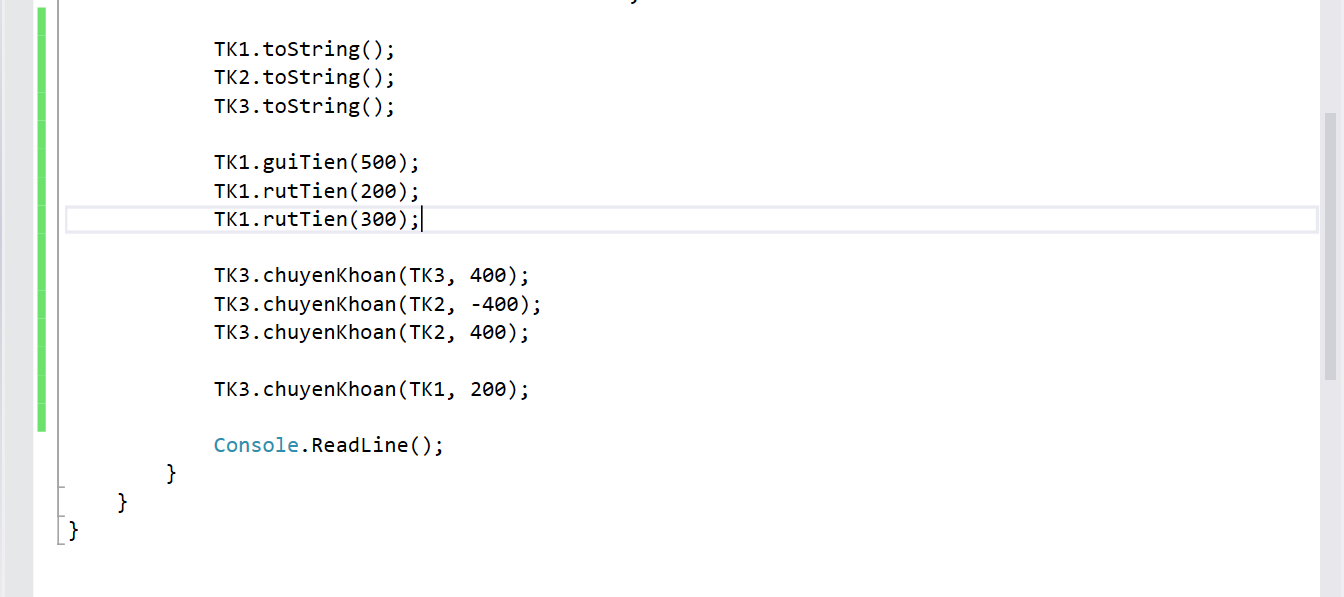 TK1.toString();
TK2.toString();
TK3.toString();
TK1.guiTien(500);
TK1.rutTien(200);
TK1.rutTien(300);
TK3.chuyenKhoan(TK3, 400);
TK3.chuyenKhoan(TK2, -400);
TK3.chuyenKhoan(TK2, 400);
TK3.chuyenKhoan(TK1, 200);
Console.ReadLine();
}
}
}